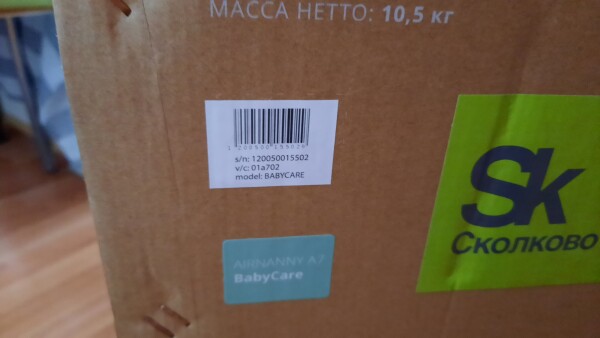 МАССА НЕТТО: 10,5 кг
s/n: 120050015502
v/c: 01a702
model: BABYCARE
AIRNANNY A7
BabyCare
Sk
Сколково